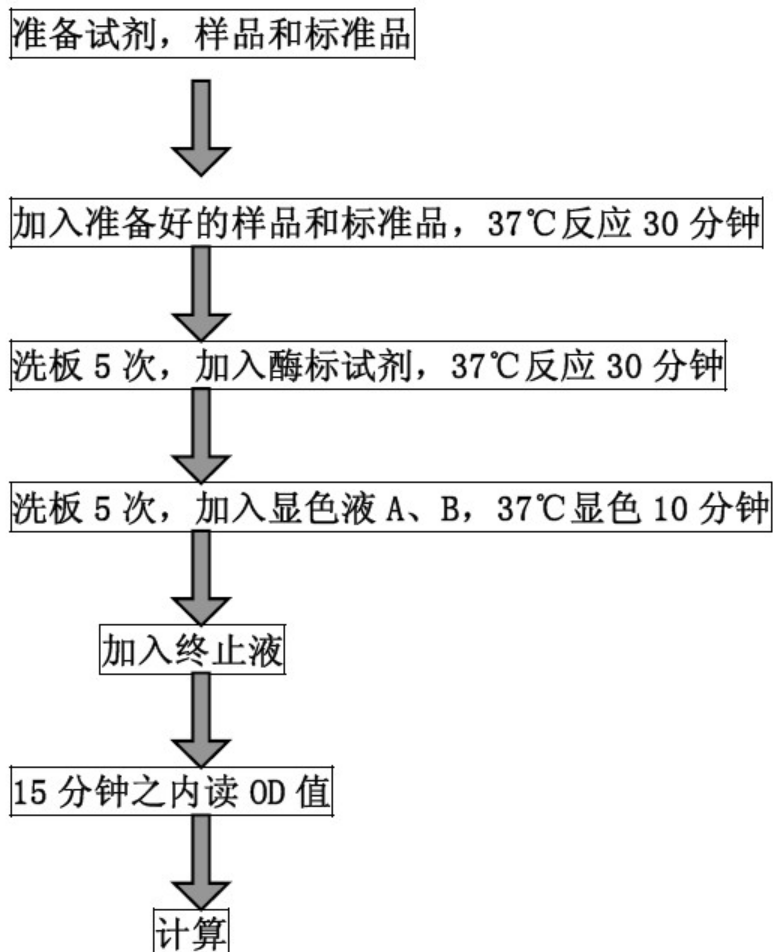 准备试剂，样品和标准品
加入准备好的样品和标准品，37℃反应 30 分钟
洗板 5 次，加入酶标试剂，37℃反应 30 分钟
洗板 5 次，加入显色液 A、B，37℃显色 10 分钟
加入终止液
15 分钟之内读 OD 值
计算